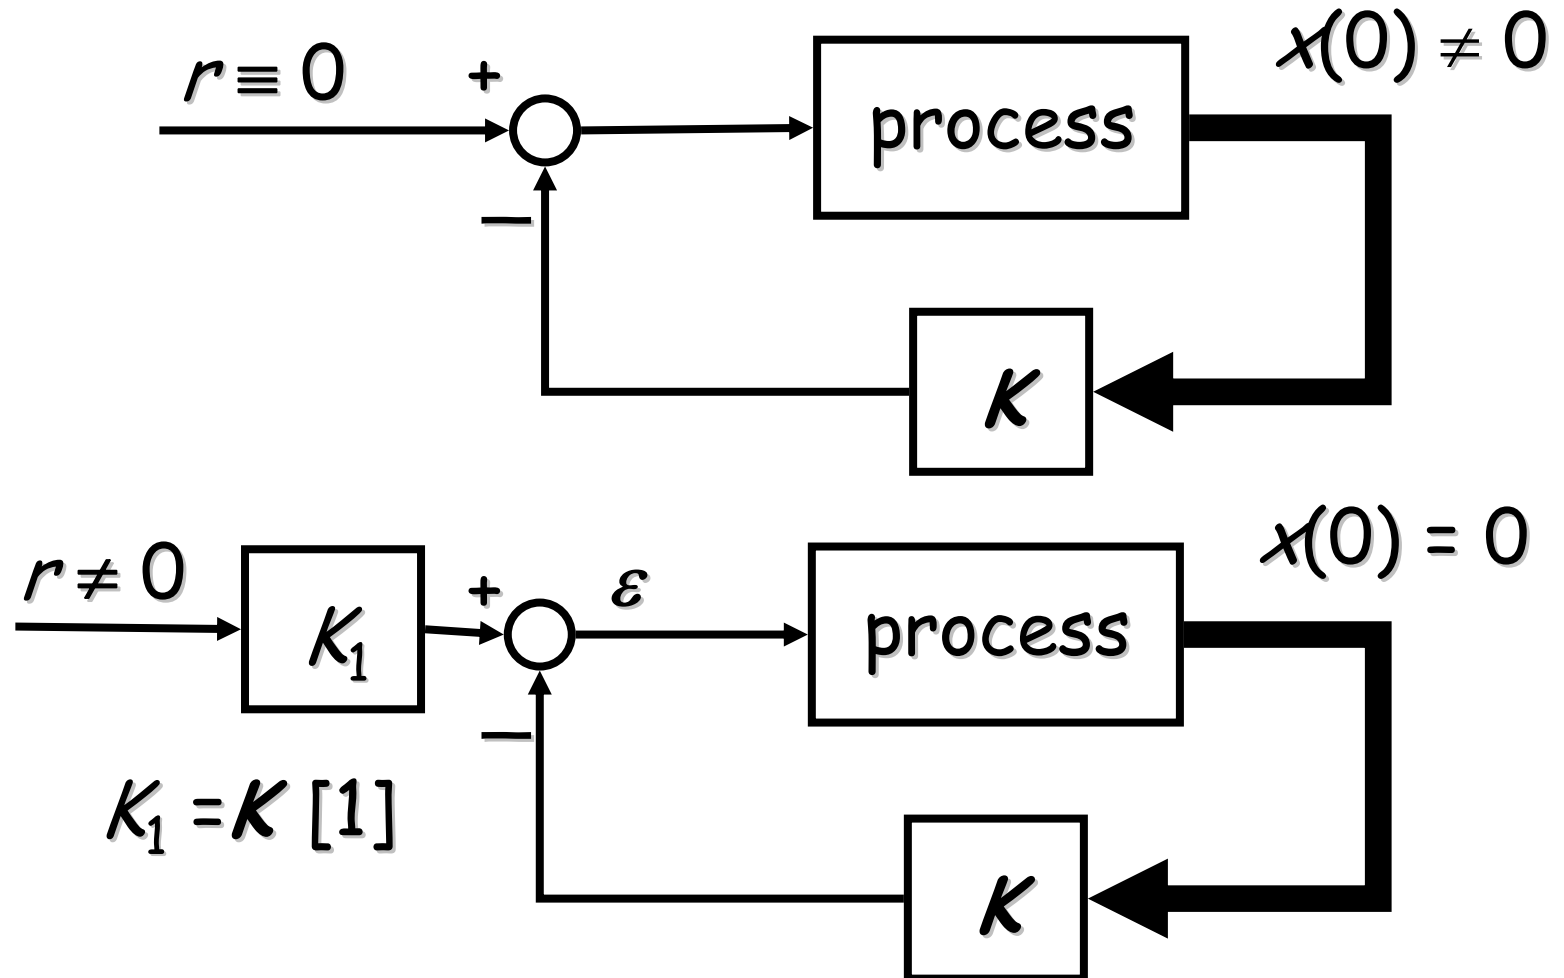 r ≡ 0
+
process
x(0) ≠ 0
−
K
r ≠ 0
K₁
+
ε
process
x(0) = 0
−
K₁ = K [1]
K